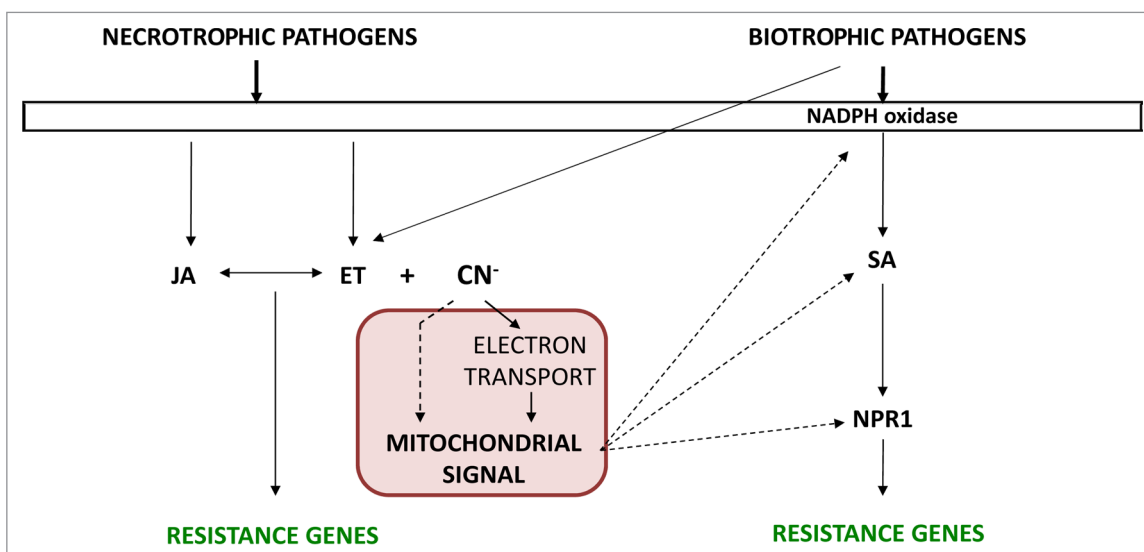 NECROTROPHIC PATHOGENS
BIOTROPHIC PATHOGENS
NADPH oxidase
JA
ET + CN⁻
SA
ELECTRON
TRANSPORT
MITOCHONDRIAL
SIGNAL
NPR1
RESISTANCE GENES
RESISTANCE GENES